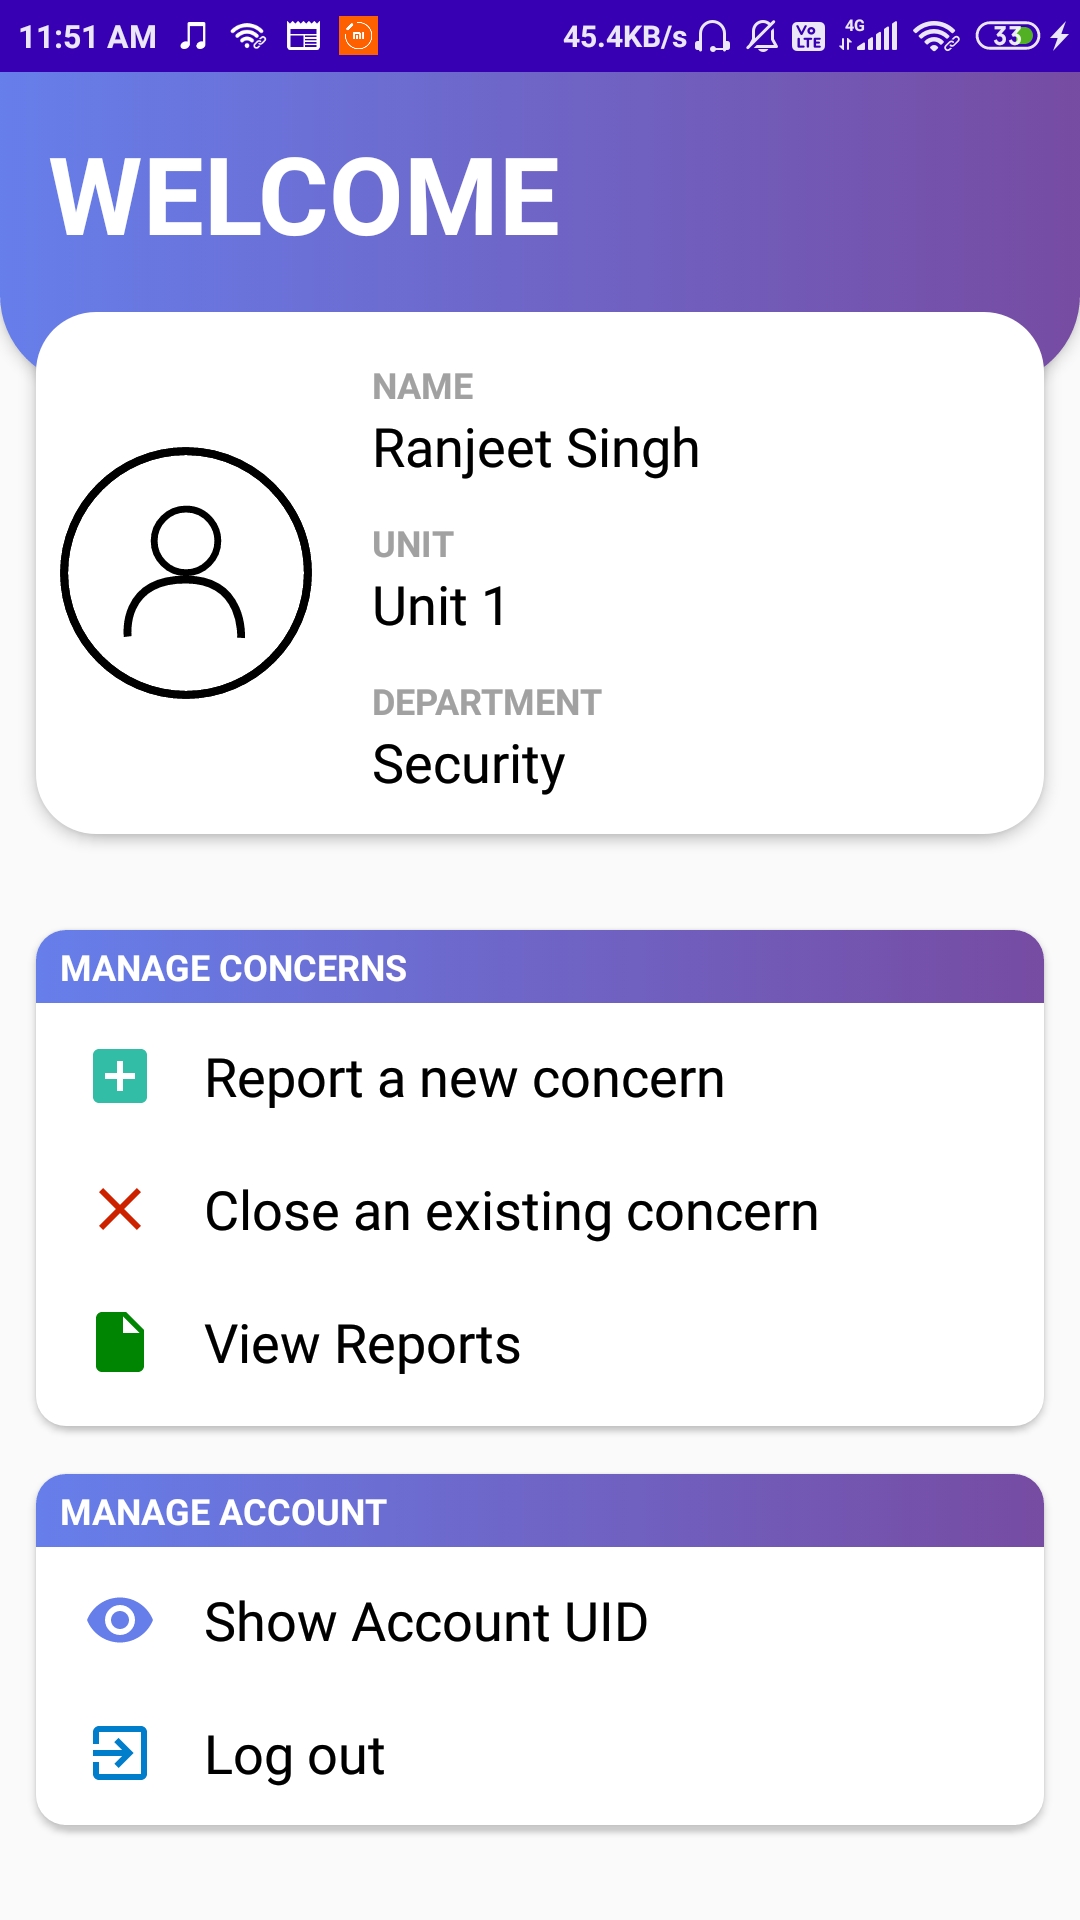 11:51 AM 45.4KB/s 4G VoLTE 33
WELCOME
NAME
Ranjeet Singh
UNIT
Unit 1
DEPARTMENT
Security
MANAGE CONCERNS
Report a new concern
Close an existing concern
View Reports
MANAGE ACCOUNT
Show Account UID
Log out